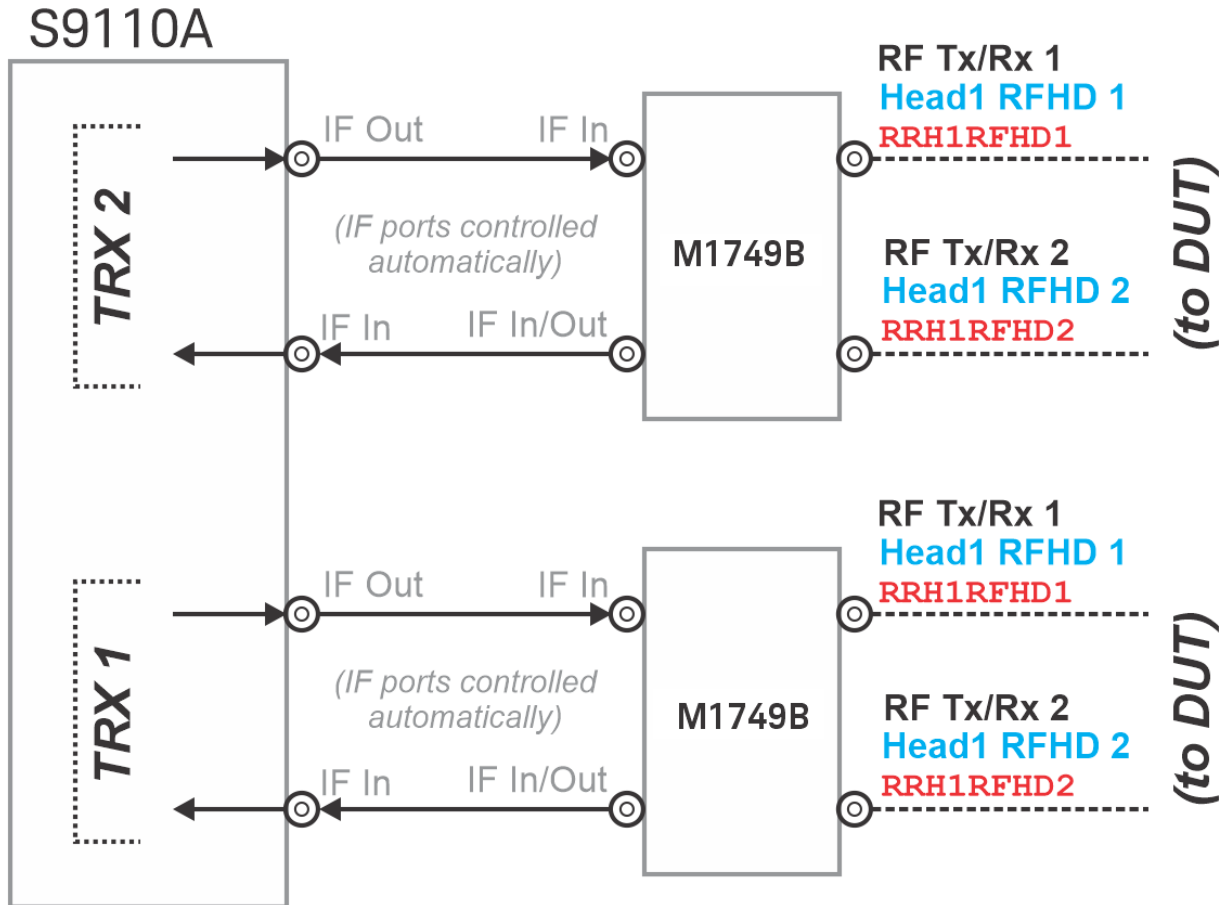 S9110A
TRX 2
IF Out
IF In
(IF ports controlled
automatically)
IF In
IF In/Out
M1749B
RF Tx/Rx 1
Head1 RFHD 1
RRH1RFHD1
RF Tx/Rx 2
Head1 RFHD 2
RRH1RFHD2
(to DUT)
TRX 1
IF Out
IF In
(IF ports controlled
automatically)
IF In
IF In/Out
M1749B
RF Tx/Rx 1
Head1 RFHD 1
RRH1RFHD1
RF Tx/Rx 2
Head1 RFHD 2
RRH1RFHD2
(to DUT)